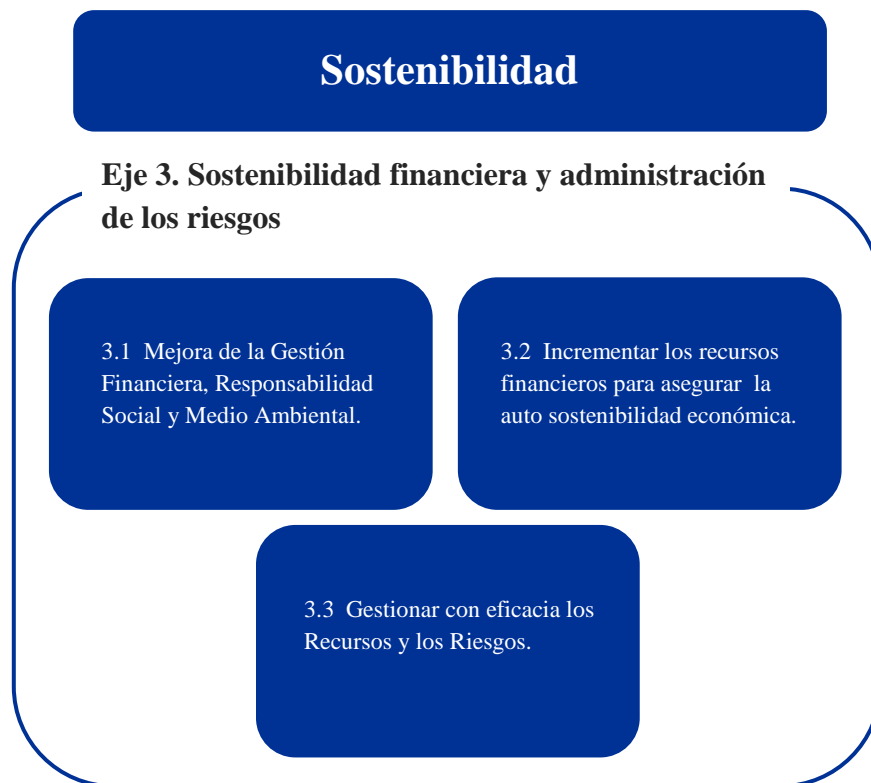 Sostenibilidad
Eje 3. Sostenibilidad financiera y administración
de los riesgos
3.1 Mejora de la Gestión
Financiera, Responsabilidad
Social y Medio Ambiental.
3.2 Incrementar los recursos
financieros para asegurar la
auto sostenibilidad económica.
3.3 Gestionar con eficacia los
Recursos y los Riesgos.